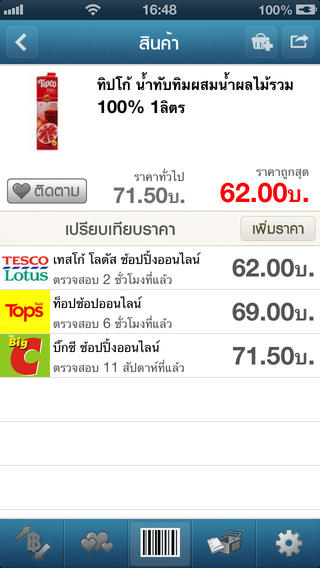 16:48 100%
สินค้า
Tipco
ทิปโก้ น้ำทับทิมผสมน้ำผลไม้รวม
100% 1ลิตร
ติดตาม
ราคาทั่วไป
71.50บ.
ราคาถูกสุด
62.00บ.
เปรียบเทียบราคา
เพิ่มราคา
TESCO
Lotus
เทสโก้ โลตัส ช้อปปิ้งออนไลน์
ตรวจสอบ 2 ชั่วโมงที่แล้ว
62.00บ.
Tops
ท็อปช้อปออนไลน์
ตรวจสอบ 6 ชั่วโมงที่แล้ว
69.00บ.
Big
C
บิ๊กซี ช้อปปิ้งออนไลน์
ตรวจสอบ 11 สัปดาห์ที่แล้ว
71.50บ.
฿